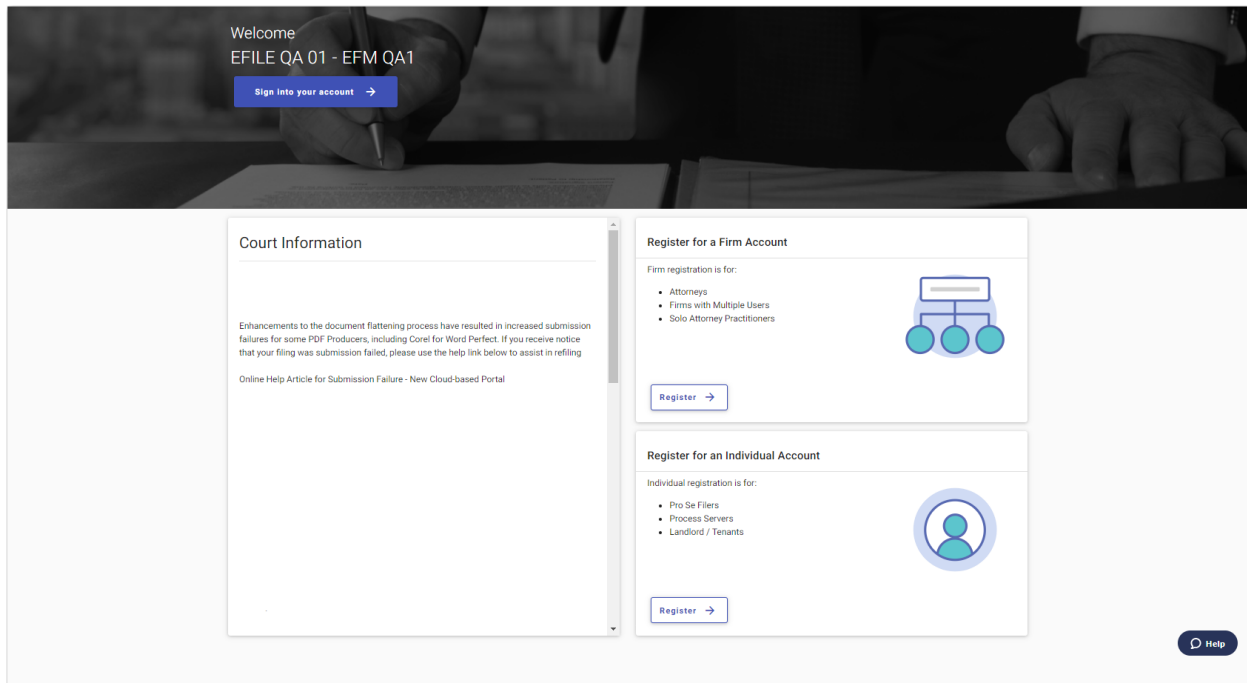 Welcome
EFILE QA 01 - EFM QA1
Sign into your account
Court Information
Enhancements to the document flattening process have resulted in increased submission
failures for some PDF Producers, including Corel for Word Perfect. If you receive notice
that your filing was submission failed, please use the help link below to assist in refiling
Online Help Article for Submission Failure - New Cloud-based Portal
Register for a Firm Account
Firm registration is for:
Attorneys
Firms with Multiple Users
Solo Attorney Practitioners
Register
Register for an Individual Account
Individual registration is for:
Pro Se Filers
Process Servers
Landlord / Tenants
Register
Help